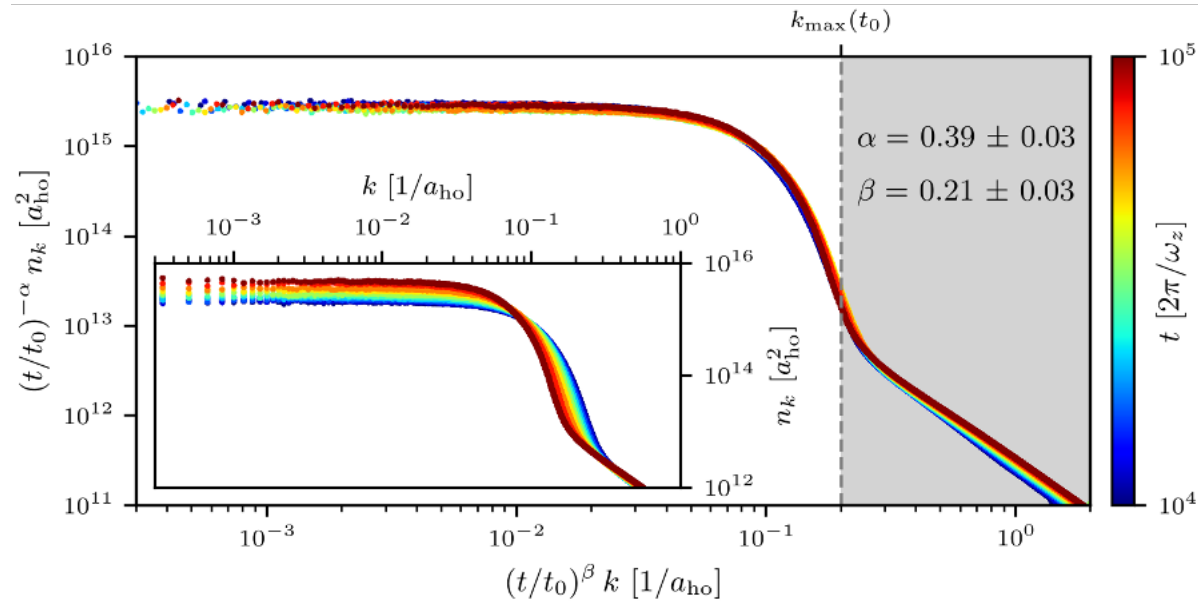 k_max(t_0)
10^16
10^15
10^14
10^13
10^12
10^11
(t/t_0)^−α n_k [a_ho^2]
α = 0.39 ± 0.03
β = 0.21 ± 0.03
k [1/a_ho]
10^−3 10^−2 10^−1 10^0
10^16
10^14
10^12
n_k [a_ho^2]
10^−3 10^−2 10^−1 10^0
(t/t_0)^β k [1/a_ho]
10^5
10^4
t [2π/ω_z]